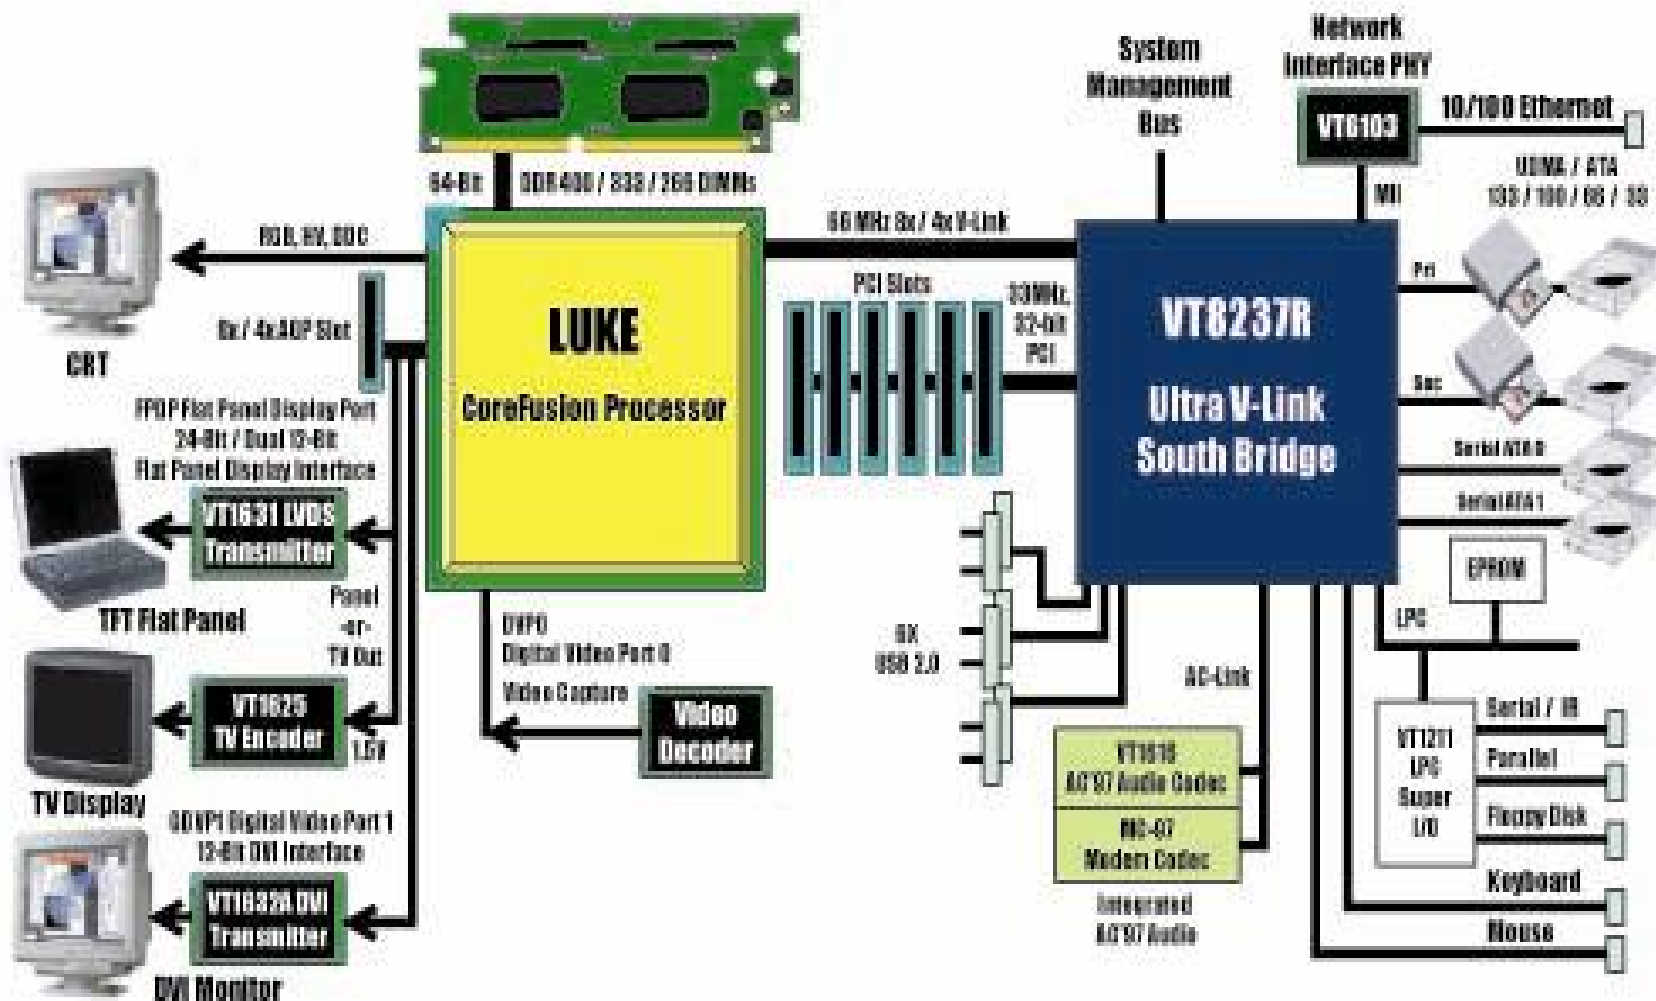 System
Management
Bus
Network
Interface PHY
VT6103
10/100 Ethernet
MII
UDMA / ATA
133 / 100 / 66 / 33
64-Bit
DDR 400 / 333 / 266 DIMMs
RGB, HV, DDC
CRT
8x / 4x AGP Slot
66 MHz 8x / 4x V-Link
PCI Slots
33MHz,
32-bit
PCI
LUKE
CoreFusion Processor
VT8237R
Ultra V-Link
South Bridge
Pri
Sec
Serial ATA 0
Serial ATA 1
EPROM
LPC
FPDP Flat Panel Display Port
24-Bit / Dual 12-Bit
Flat Panel Display Interface
VT1631 LVDS
Transmitter
TFT Flat Panel
Panel
-or-
TV Out
VT1625
TV Encoder
TV Display
GDVP1 Digital Video Port 1
12-Bit DVI Interface
VT1632A DVI
Transmitter
DVI Monitor
DVP0
Digital Video Port 0
Video Capture
Video
Decoder
USB 2.0
AC-Link
AC'97 Audio Codec
MC-97
Modem Codec
Integrated
AC'97 Audio
VT1211
LPC
Super
I/O
Serial / IR
Parallel
Floppy Disk
Keyboard
Mouse